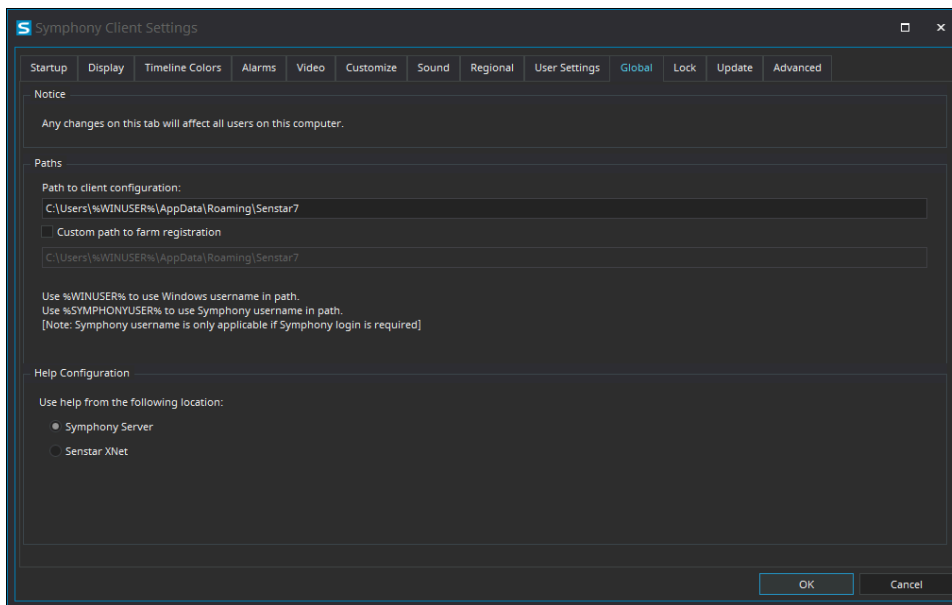 S Symphony Client Settings
Startup Display Timeline Colors Alarms Video Customize Sound Regional User Settings Global Lock Update Advanced
Notice
Any changes on this tab will affect all users on this computer.
Paths
Path to client configuration:
C:\Users\%WINUSER%\AppData\Roaming\Senstar7
Custom path to farm registration
C:\Users\%WINUSER%\AppData\Roaming\Senstar7
Use %WINUSER% to use Windows username in path.
Use %SYMPHONYUSER% to use Symphony username in path.
[Note: Symphony username is only applicable if Symphony login is required]
Help Configuration
Use help from the following location:
Symphony Server
Senstar XNet
OK Cancel